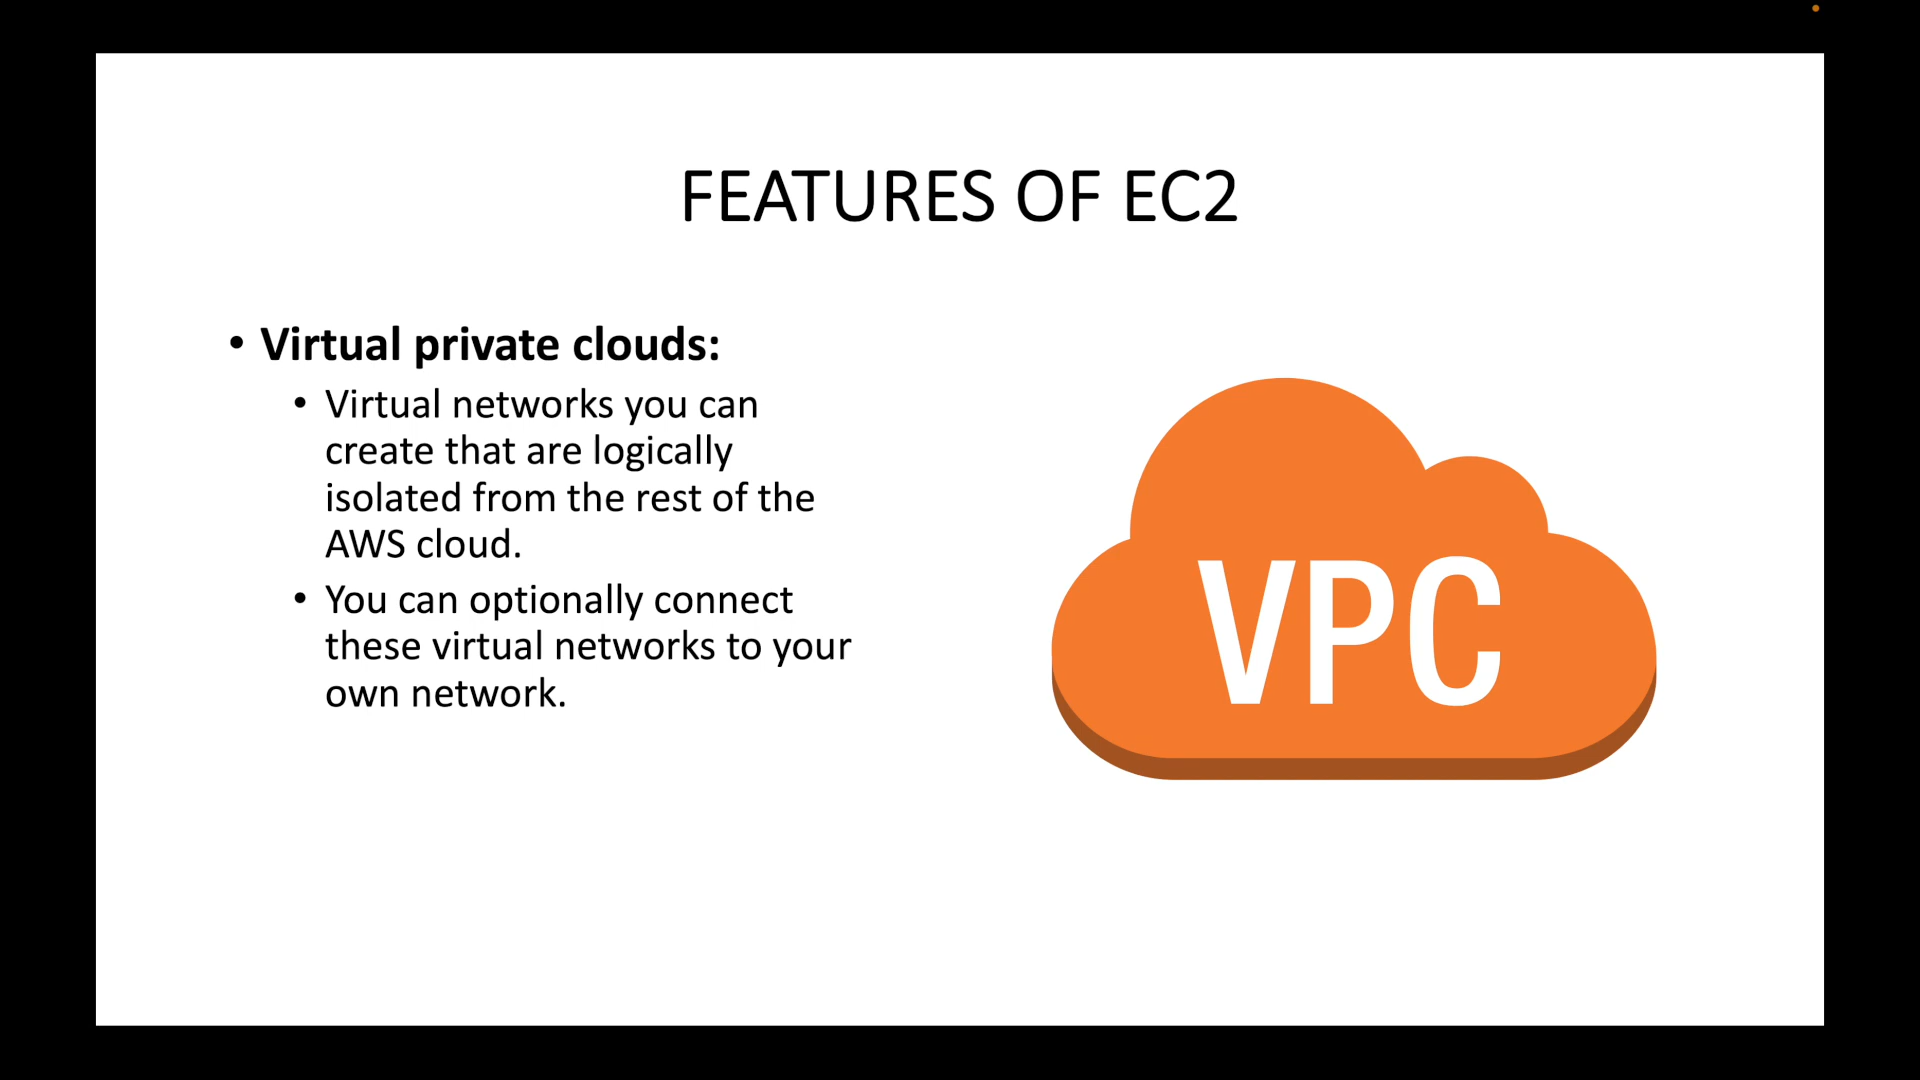 FEATURES OF EC2
• Virtual private clouds:
• Virtual networks you can
create that are logically
isolated from the rest of the
AWS cloud.
• You can optionally connect
these virtual networks to your
own network.
VPC